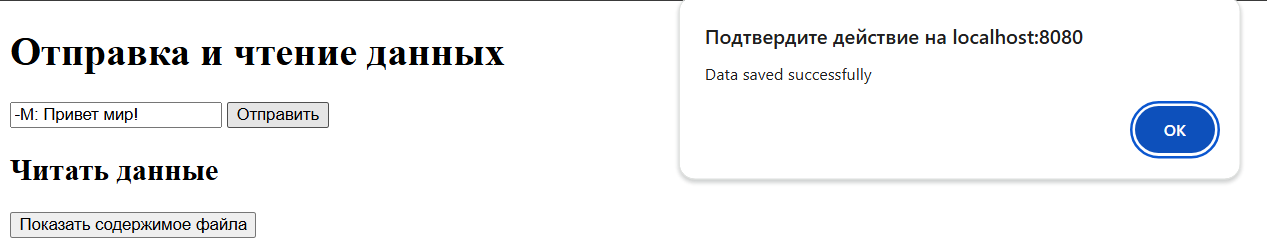 Отправка и чтение данных
-М: Привет мир! Отправить
Читать данные
Показать содержимое файла
Подтвердите действие на localhost:8080
Data saved successfully
ОК